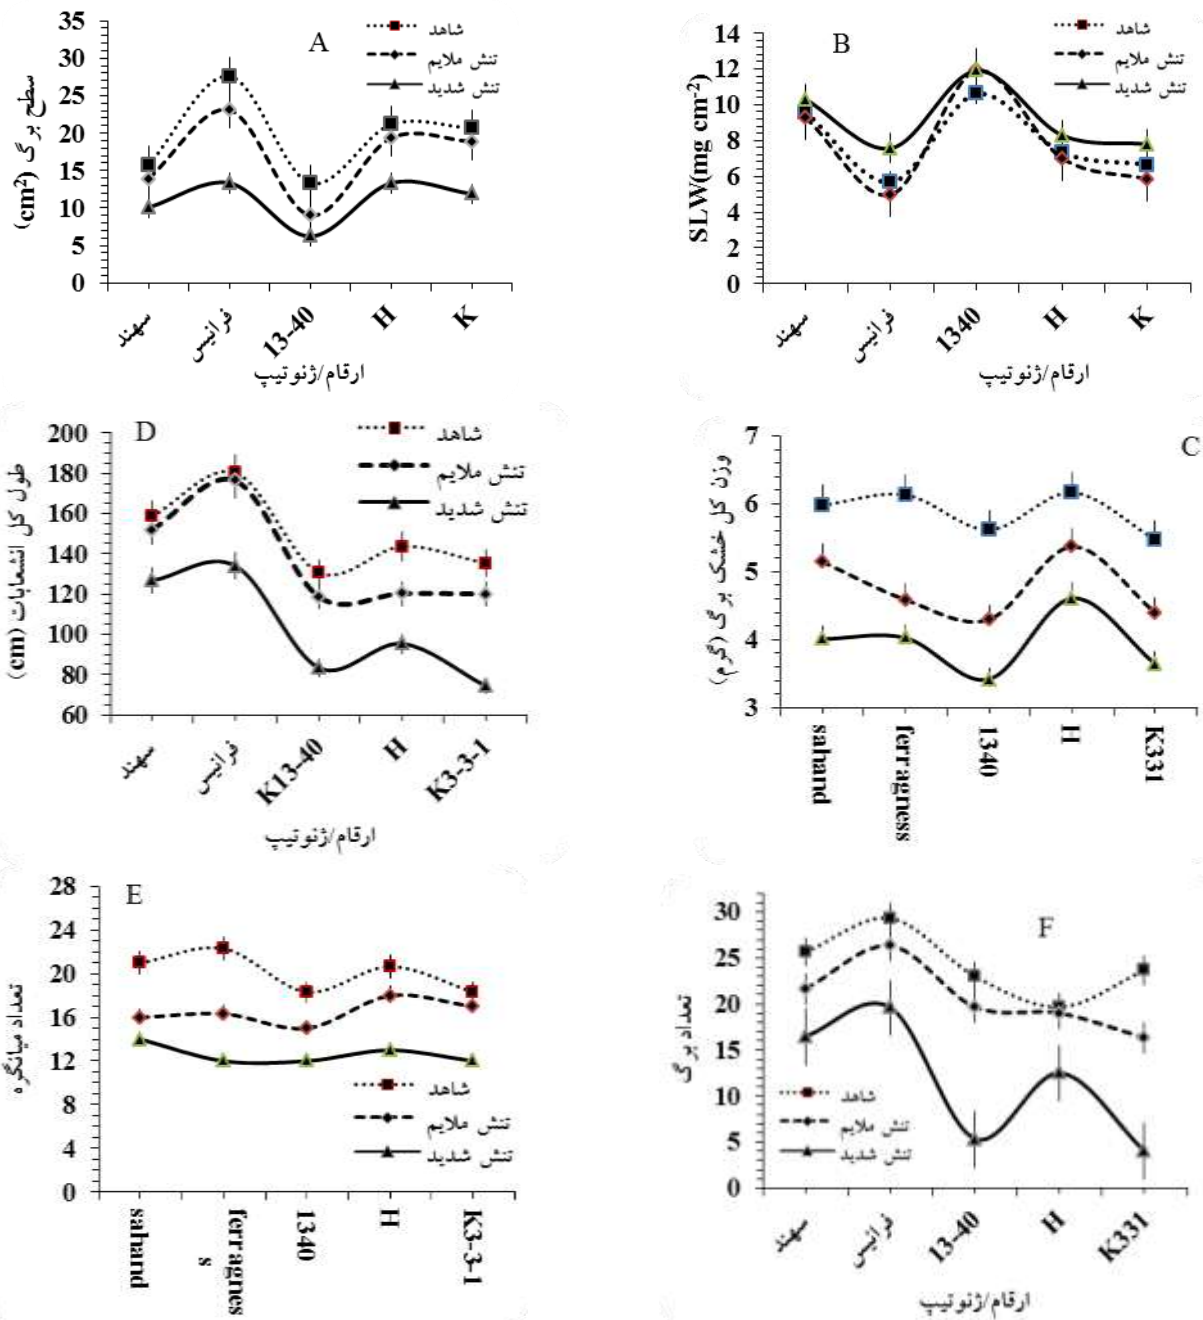 A
شاهد
تنش ملایم
تنش شدید
سطح برگ (cm²)
35
30
25
20
15
10
5
0
سهند
فرانیس
13-40
H
K
ارقام/ژنوتیپ
B
شاهد
تنش ملایم
تنش شدید
SLW(mg cm⁻²)
14
12
10
8
6
4
2
0
سهند
فرانیس
1340
H
K
ارقام/ژنوتیپ
D
شاهد
تنش ملایم
تنش شدید
طول کل انشعابات (cm)
200
180
160
140
120
100
80
60
سهند
فرانیس
K13-40
H
K3-3-1
ارقام/ژنوتیپ
C
وزن کل خشک برگ (گرم)
7
6
5
4
3
sahand
ferragness
1340
H
K331
E
شاهد
تنش ملایم
تنش شدید
تعداد میانگره
28
24
20
16
12
8
4
0
sahand
ferragnes
s
1340
H
K3-3-1
F
شاهد
تنش ملایم
تنش شدید
تعداد برگ
30
25
20
15
10
5
0
سهند
فرانیس
13-40
H
K331
ارقام/ژنوتیپ